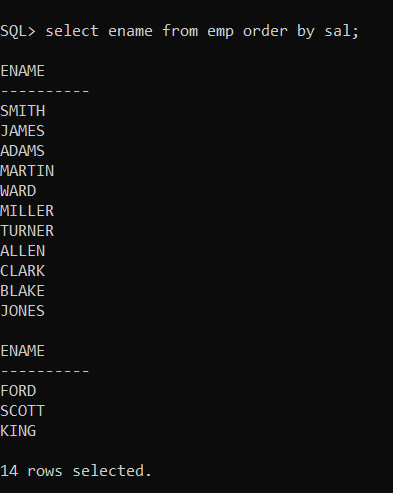 SQL> select ename from emp order by sal;
ENAME
----------
SMITH
JAMES
ADAMS
MARTIN
WARD
MILLER
TURNER
ALLEN
CLARK
BLAKE
JONES
ENAME
----------
FORD
SCOTT
KING
14 rows selected.